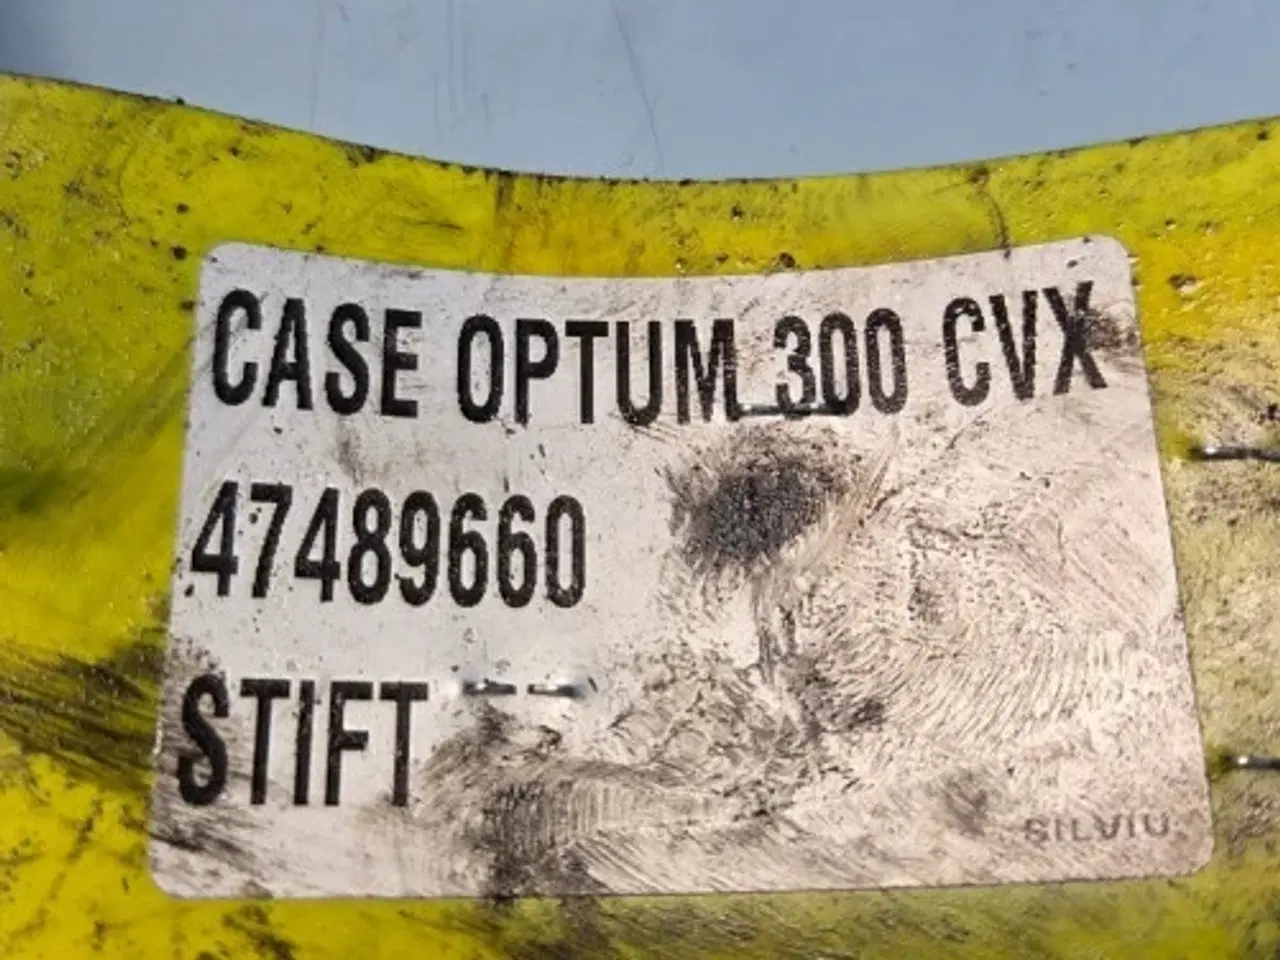 CASE OPTUM 300 CVX
47489660
STIFT
SILVIU